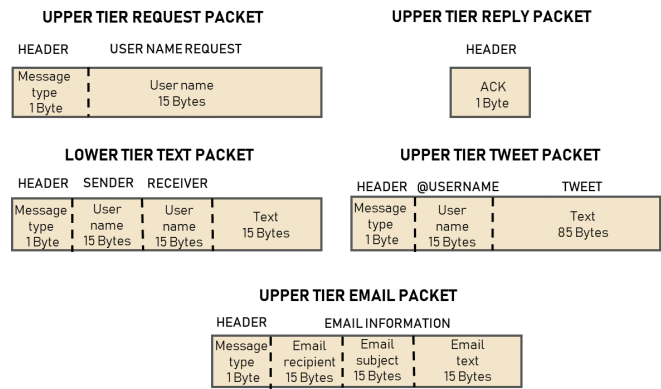 UPPER TIER REQUEST PACKET
HEADER USER NAME REQUEST
Message
type
1 Byte
User name
15 Bytes
UPPER TIER REPLY PACKET
HEADER
ACK
1 Byte
LOWER TIER TEXT PACKET
HEADER SENDER RECEIVER
Message
type
1 Byte
User
name
15 Bytes
User
name
15 Bytes
Text
15 Bytes
UPPER TIER TWEET PACKET
HEADER @USERNAME TWEET
Message
type
1 Byte
User
name
15 Bytes
Text
85 Bytes
UPPER TIER EMAIL PACKET
HEADER EMAIL INFORMATION
Message
type
1 Byte
Email
recipient
15 Bytes
Email
subject
15 Bytes
Email
text
15 Bytes